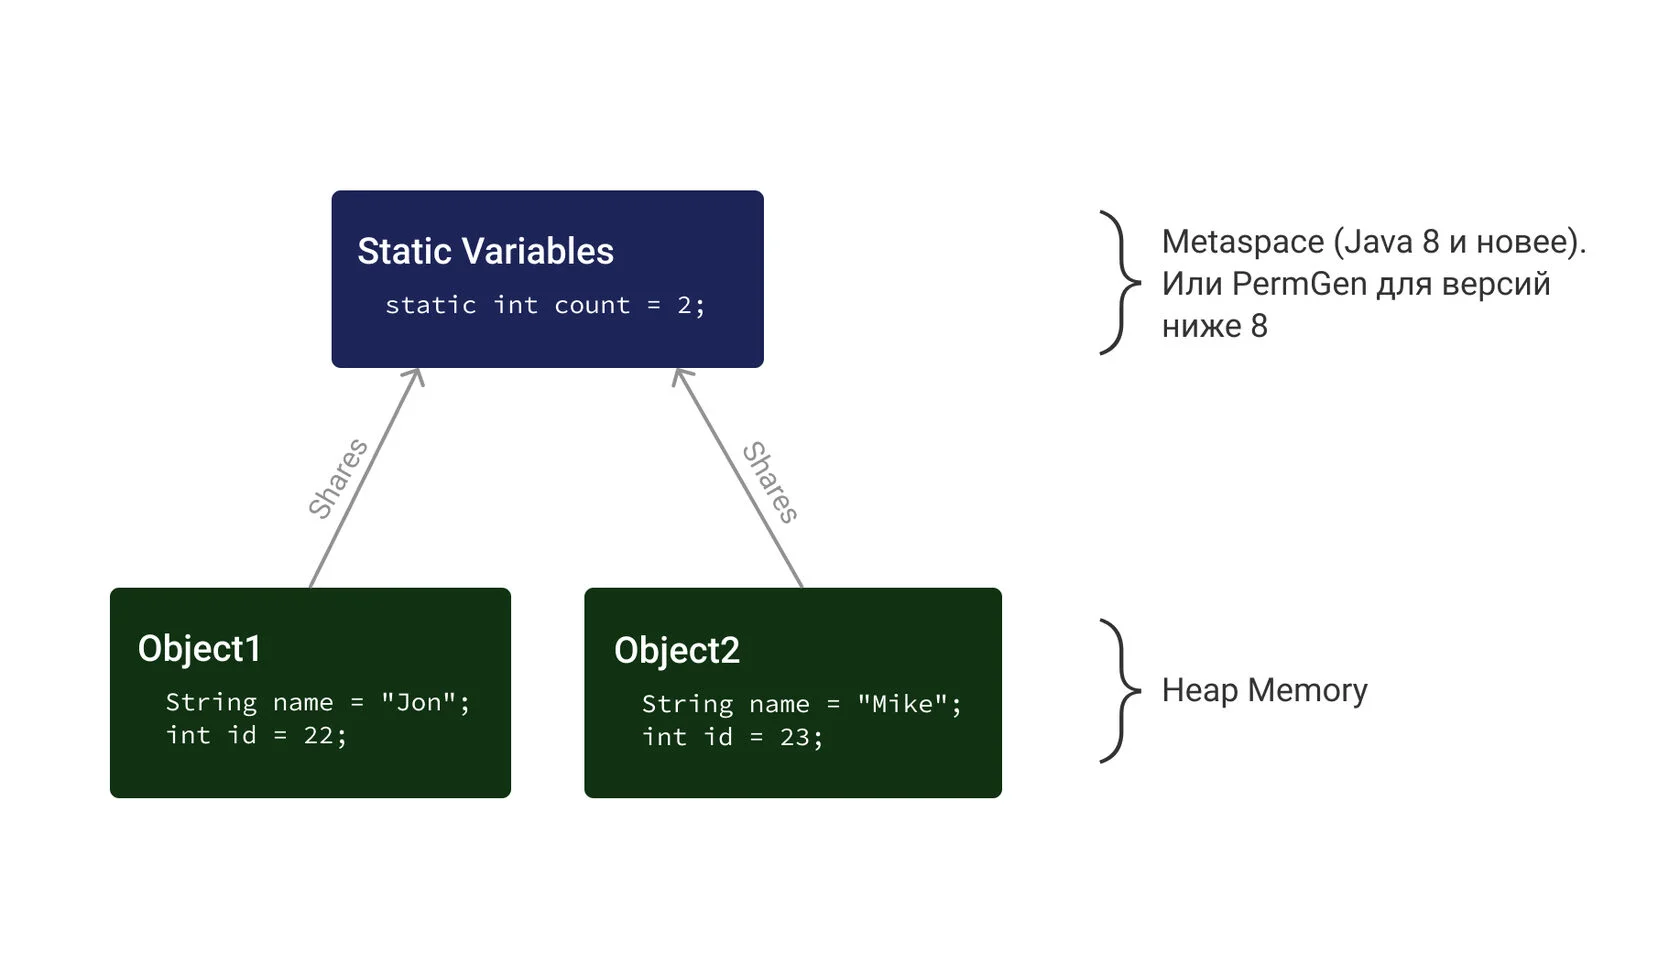 Static Variables
static int count = 2;
Metaspace (Java 8 и новее).
Или PermGen для версий
ниже 8
Shares
Shares
Object1
String name = "Jon";
int id = 22;
Object2
String name = "Mike";
int id = 23;
Heap Memory